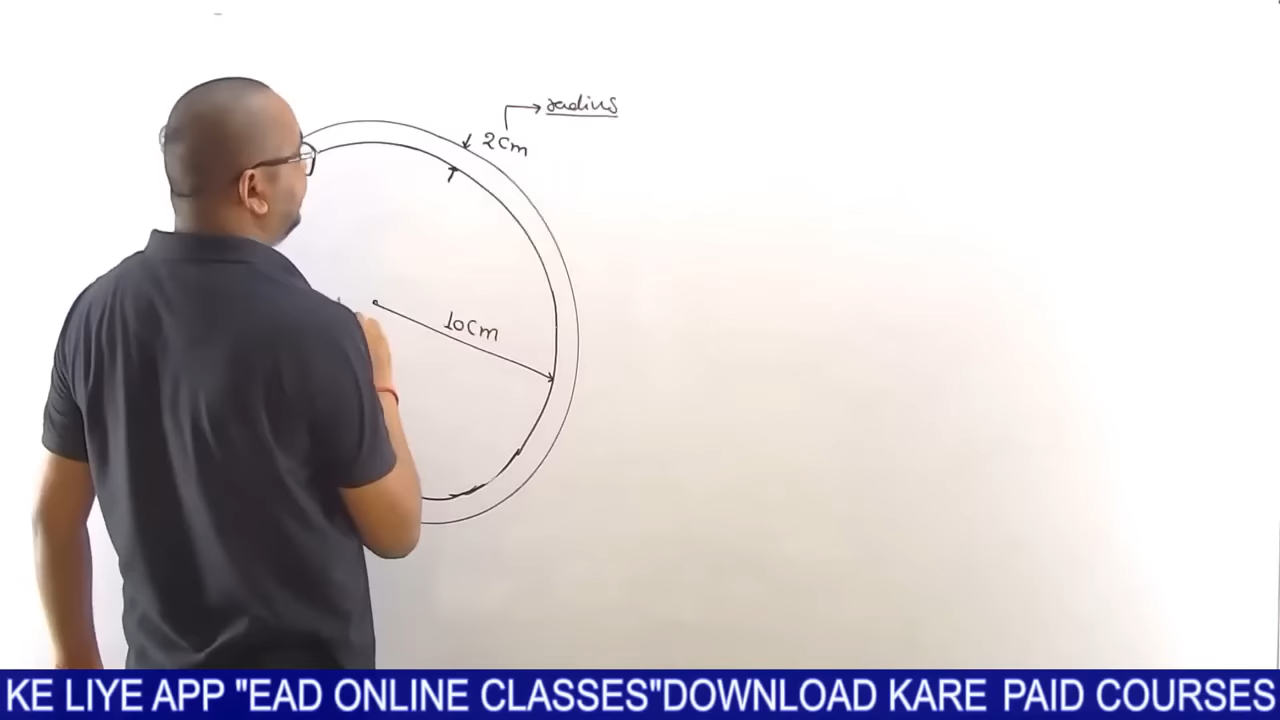 radius
2cm
10cm
KE LIYE APP "EAD ONLINE CLASSES"DOWNLOAD KARE PAID COURSES